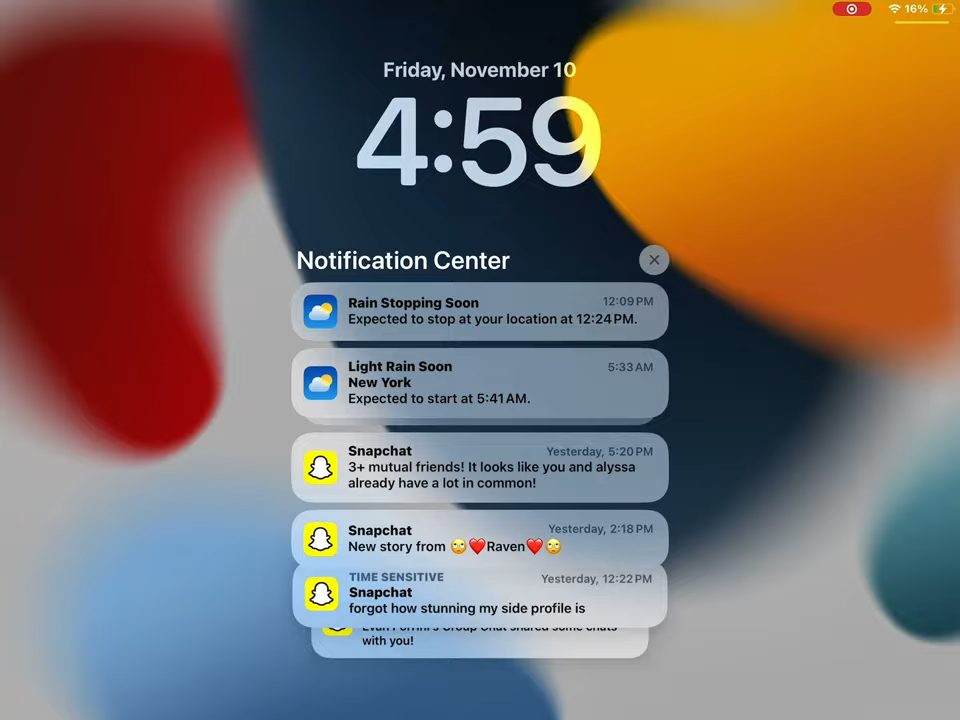 16%
Friday, November 10
4:59
Notification Center
Rain Stopping Soon 12:09 PM
Expected to stop at your location at 12:24 PM.
Light Rain Soon 5:33 AM
New York
Expected to start at 5:41 AM.
Snapchat Yesterday, 5:20 PM
3+ mutual friends! It looks like you and alyssa
already have a lot in common!
Snapchat Yesterday, 2:18 PM
New story from 🙄❤️Raven❤️🙄
TIME SENSITIVE Yesterday, 12:22 PM
Snapchat
forgot how stunning my side profile is
Group Chat shared some chats
with you!